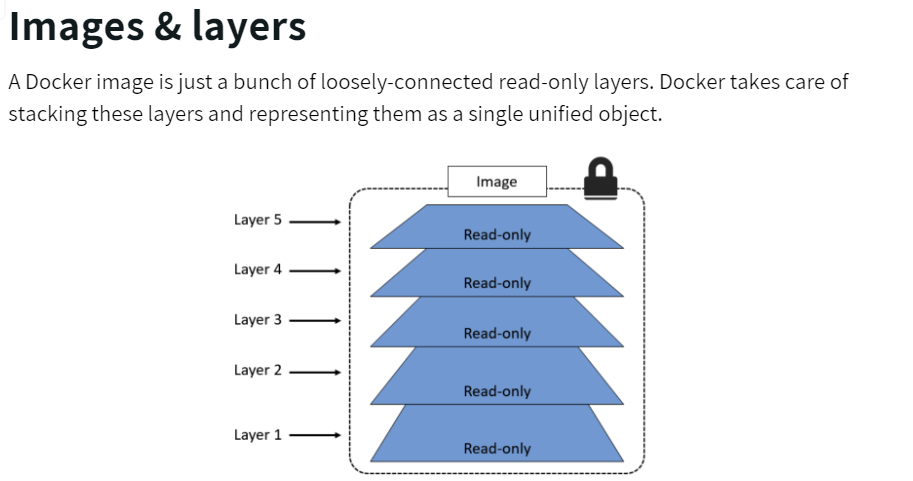 Images & layers
A Docker image is just a bunch of loosely-connected read-only layers. Docker takes care of
stacking these layers and representing them as a single unified object.
Image
Layer 5
Read-only
Layer 4
Read-only
Layer 3
Read-only
Layer 2
Read-only
Layer 1
Read-only